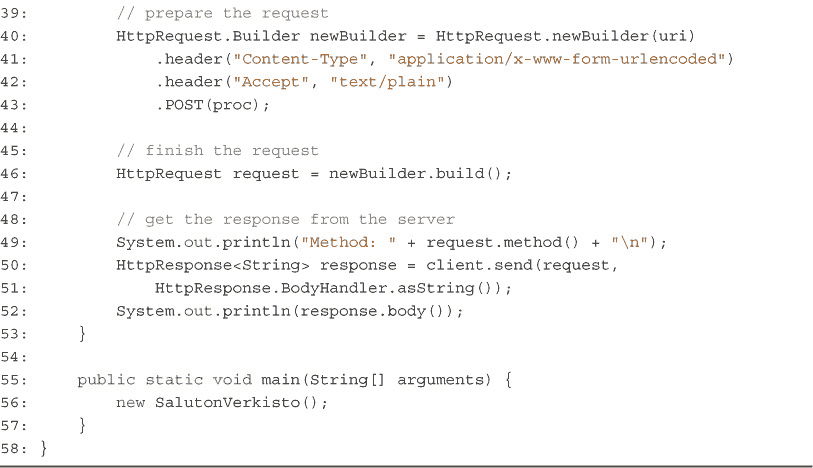 39:         // prepare the request
40:         HttpRequest.Builder newBuilder = HttpRequest.newBuilder(uri)
41:             .header("Content-Type", "application/x-www-form-urlencoded")
42:             .header("Accept", "text/plain")
43:             .POST(proc);
44:
45:         // finish the request
46:         HttpRequest request = newBuilder.build();
47:
48:         // get the response from the server
49:         System.out.println("Method: " + request.method() + "\n");
50:         HttpResponse<String> response = client.send(request,
51:             HttpResponse.BodyHandler.asString());
52:         System.out.println(response.body());
53:     }
54:
55:     public static void main(String[] arguments) {
56:         new SalutonVerkisto();
57:     }
58: }